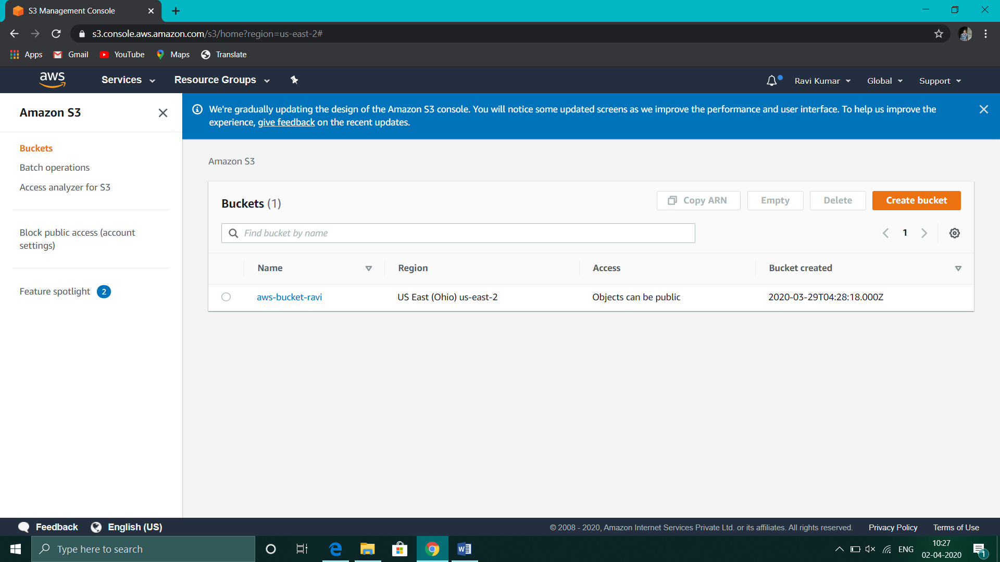 S3 Management Console
s3.console.aws.amazon.com/s3/home?region=us-east-2#
Apps Gmail YouTube Maps Translate
aws Services Resource Groups Ravi Kumar Global Support
Amazon S3
We're gradually updating the design of the Amazon S3 console. You will notice some updated screens as we improve the performance and user interface. To help us improve the
experience, give feedback on the recent updates.
Buckets
Batch operations
Access analyzer for S3
Block public access (account
settings)
Feature spotlight 2
Amazon S3
Buckets (1) Copy ARN Empty Delete Create bucket
Find bucket by name 1
Name Region Access Bucket created
aws-bucket-ravi US East (Ohio) us-east-2 Objects can be public 2020-03-29T04:28:18.000Z
Feedback English (US) © 2008 - 2020, Amazon Internet Services Private Ltd. or its affiliates. All rights reserved. Privacy Policy Terms of Use
Type here to search W ENG 10:27
02-04-2020 1